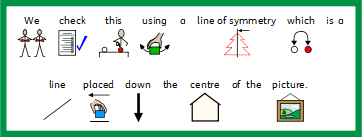 We check this using a line of symmetry which is a
line placed down the centre of the picture.